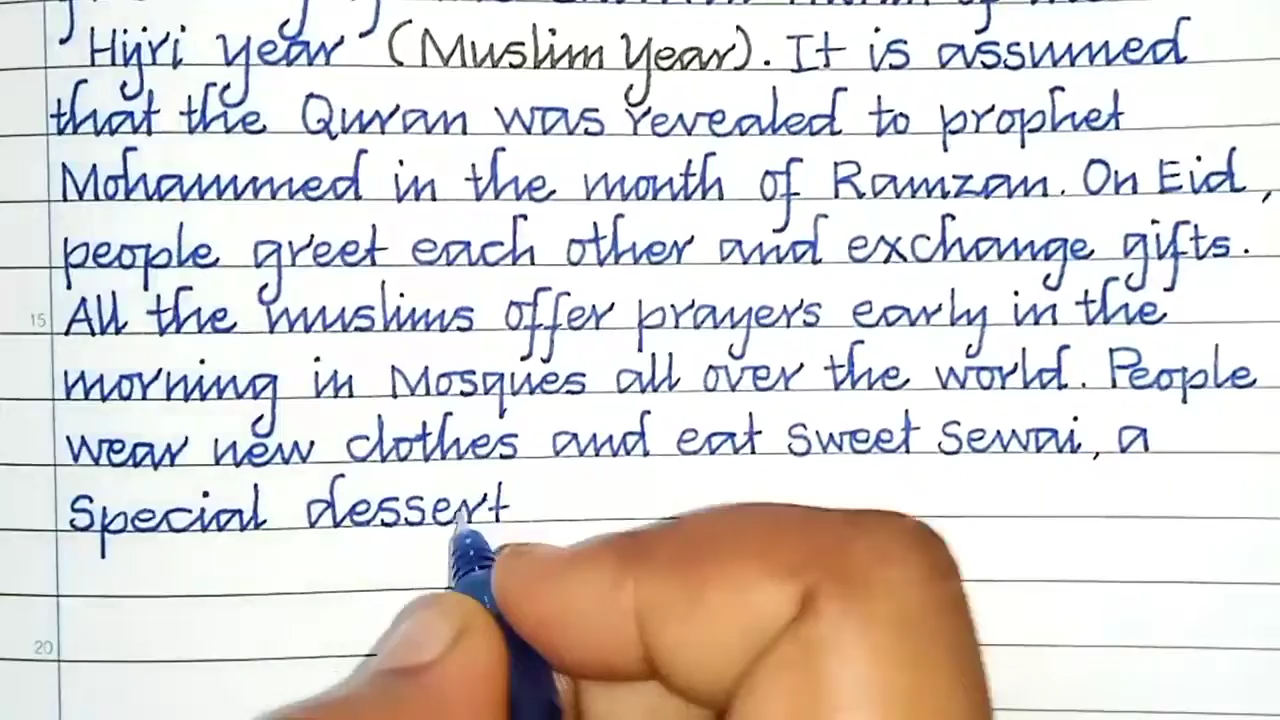 Hijri year (Muslim Year). It is assumed
that the Quran was revealed to prophet
Mohammed in the month of Ramzan. On Eid,
people greet each other and exchange gifts.
15 All the muslims offer prayers early in the
morning in Mosques all over the world. People
wear new clothes and eat sweet Sewai, a
special dessert
20